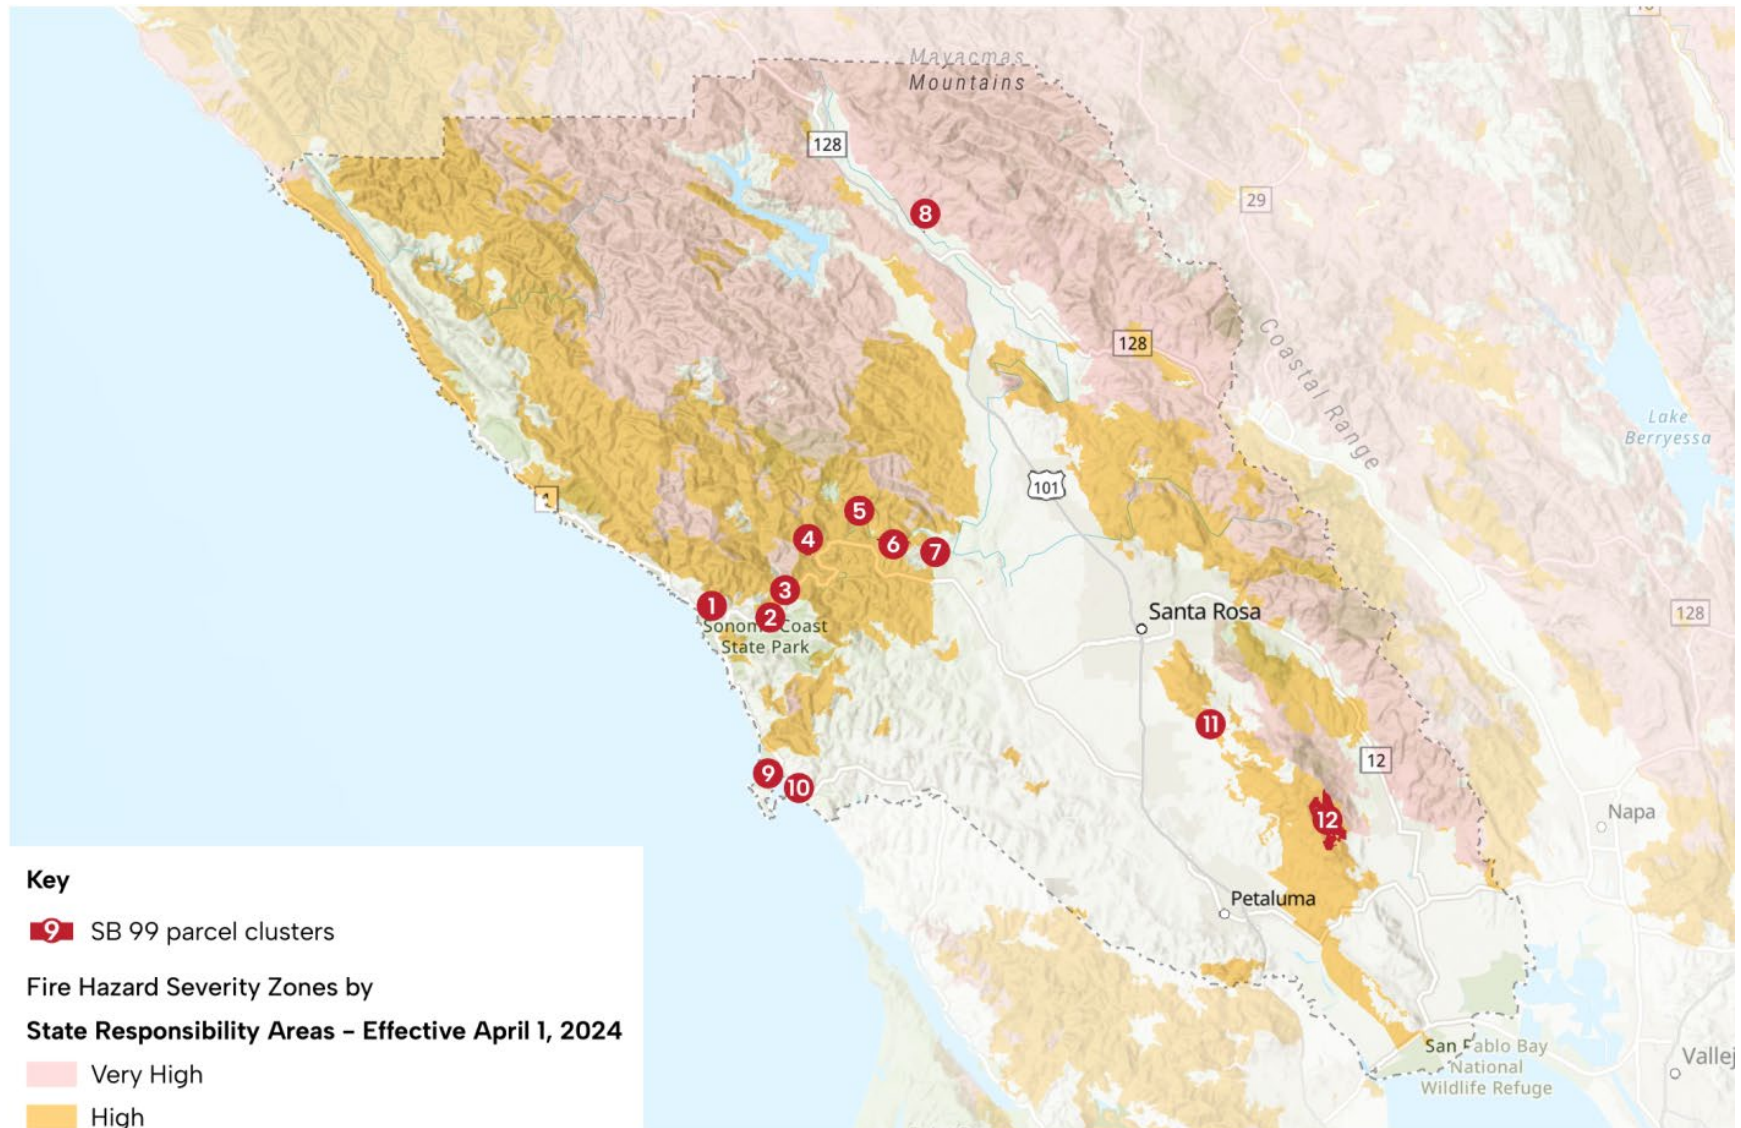 Mayacmas
Mountains
128
8
29
128
Coastal Range
Lake
Berryessa
101
5
4
6
7
3
1
2
Sonoma Coast
State Park
Santa Rosa
128
11
12
9
10
12
Napa
Petaluma
San Pablo Bay
National
Wildlife Refuge
Vallej
Key
9 SB 99 parcel clusters
Fire Hazard Severity Zones by
State Responsibility Areas – Effective April 1, 2024
Very High
High